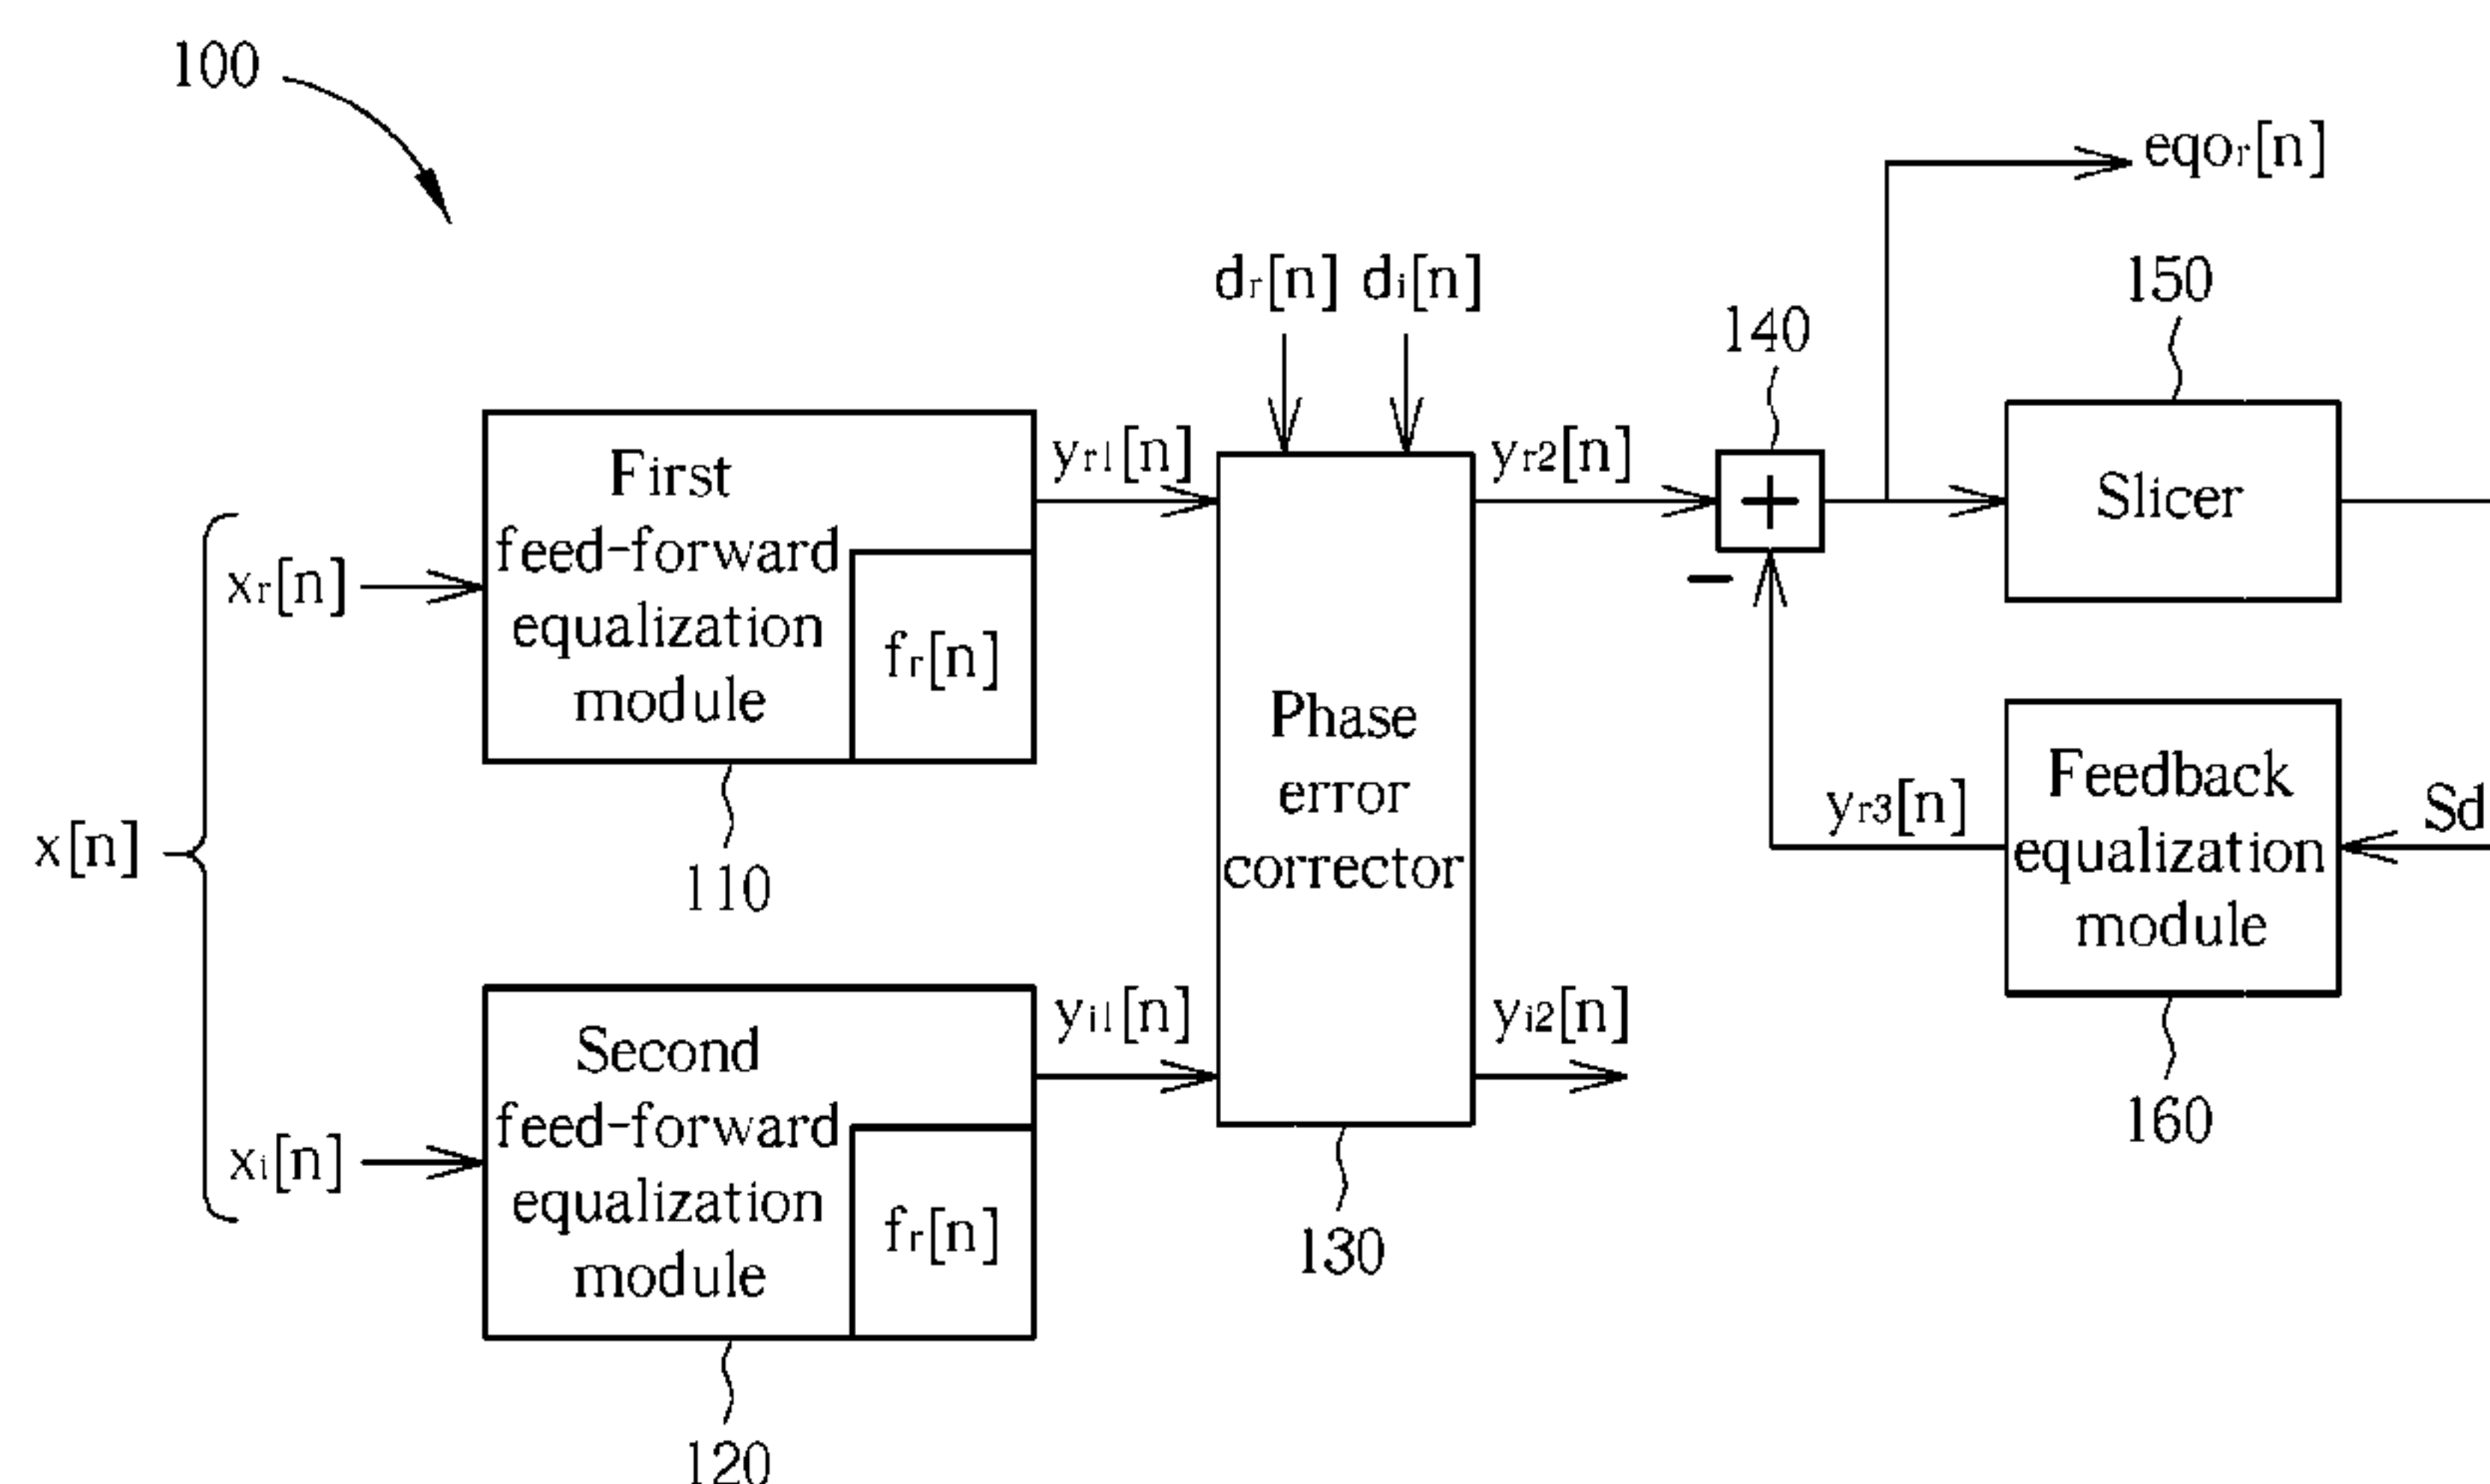 100
eqor[n]
dr[n] di[n]
150
140
First
feed-forward
equalization
module
fr[n]
yr1[n]
yr2[n]
+
Slicer
xr[n]
−
x[n]
Phase
error
corrector
yr3[n]
Feedback
equalization
module
Sd
110
Second
feed-forward
equalization
module
fr[n]
yi1[n]
yi2[n]
160
xi[n]
130
120